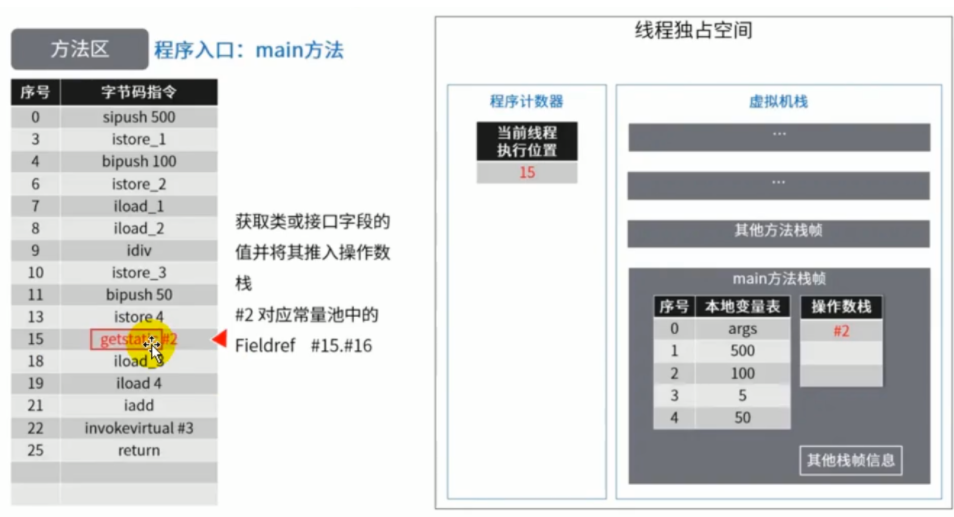 方法区 程序入口：main方法
序号 字节码指令
0 sipush 500
3 istore_1
4 bipush 100
6 istore_2
7 iload_1
8 iload_2
9 idiv
10 istore_3
11 bipush 50
13 istore 4
15 getstatic #2
18 iload_3
19 iload 4
21 iadd
22 invokevirtual #3
25 return
获取类或接口字段的
值并将其推入操作数
栈
#2 对应常量池中的
Fieldref #15.#16
线程独占空间
程序计数器
当前线程
执行位置
15
虚拟机栈
...
...
其他方法栈帧
main方法栈帧
序号 本地变量表
0 args
1 500
2 100
3 5
4 50
操作数栈
#2
其他栈帧信息